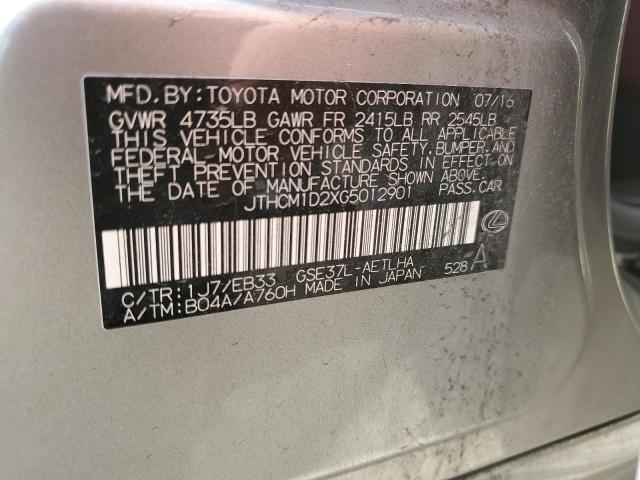 MFD. BY: TOYOTA MOTOR CORPORATION 07/16
GVWR 4735LB GAWR FR 2415LB RR 2545LB
THIS VEHICLE CONFORMS TO ALL APPLICABLE
FEDERAL MOTOR VEHICLE SAFETY, BUMPER, AND
THEFT PREVENTION STANDARDS IN EFFECT ON
THE DATE OF MANUFACTURE SHOWN ABOVE.
JTHCM1D2XG5012901 PASS. CAR
C/TR: 1J7/EB33 GSE37L-AETLHA
A/TM: B04A/A760H MADE IN JAPAN 528 A